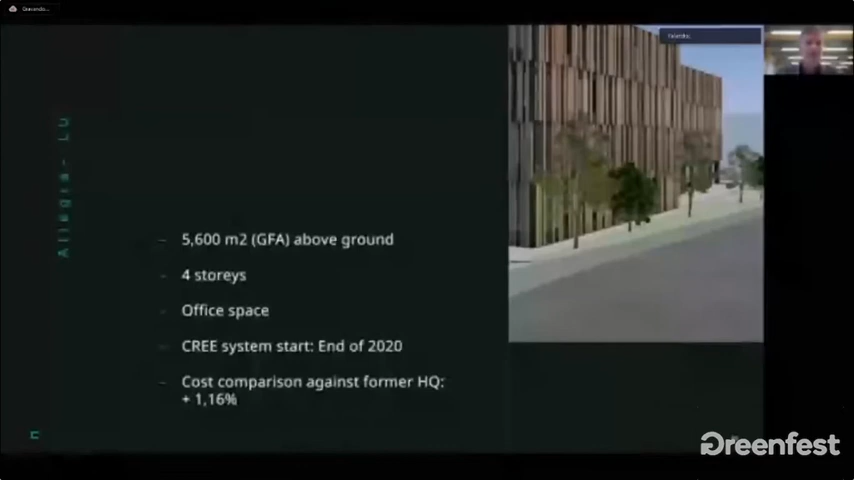 Gravando...
Allegra - Lu
– 5,600 m2 (GFA) above ground
– 4 storeys
– Office space
– CREE system start: End of 2020
– Cost comparison against former HQ:
+ 1,16%
n
Greenfest